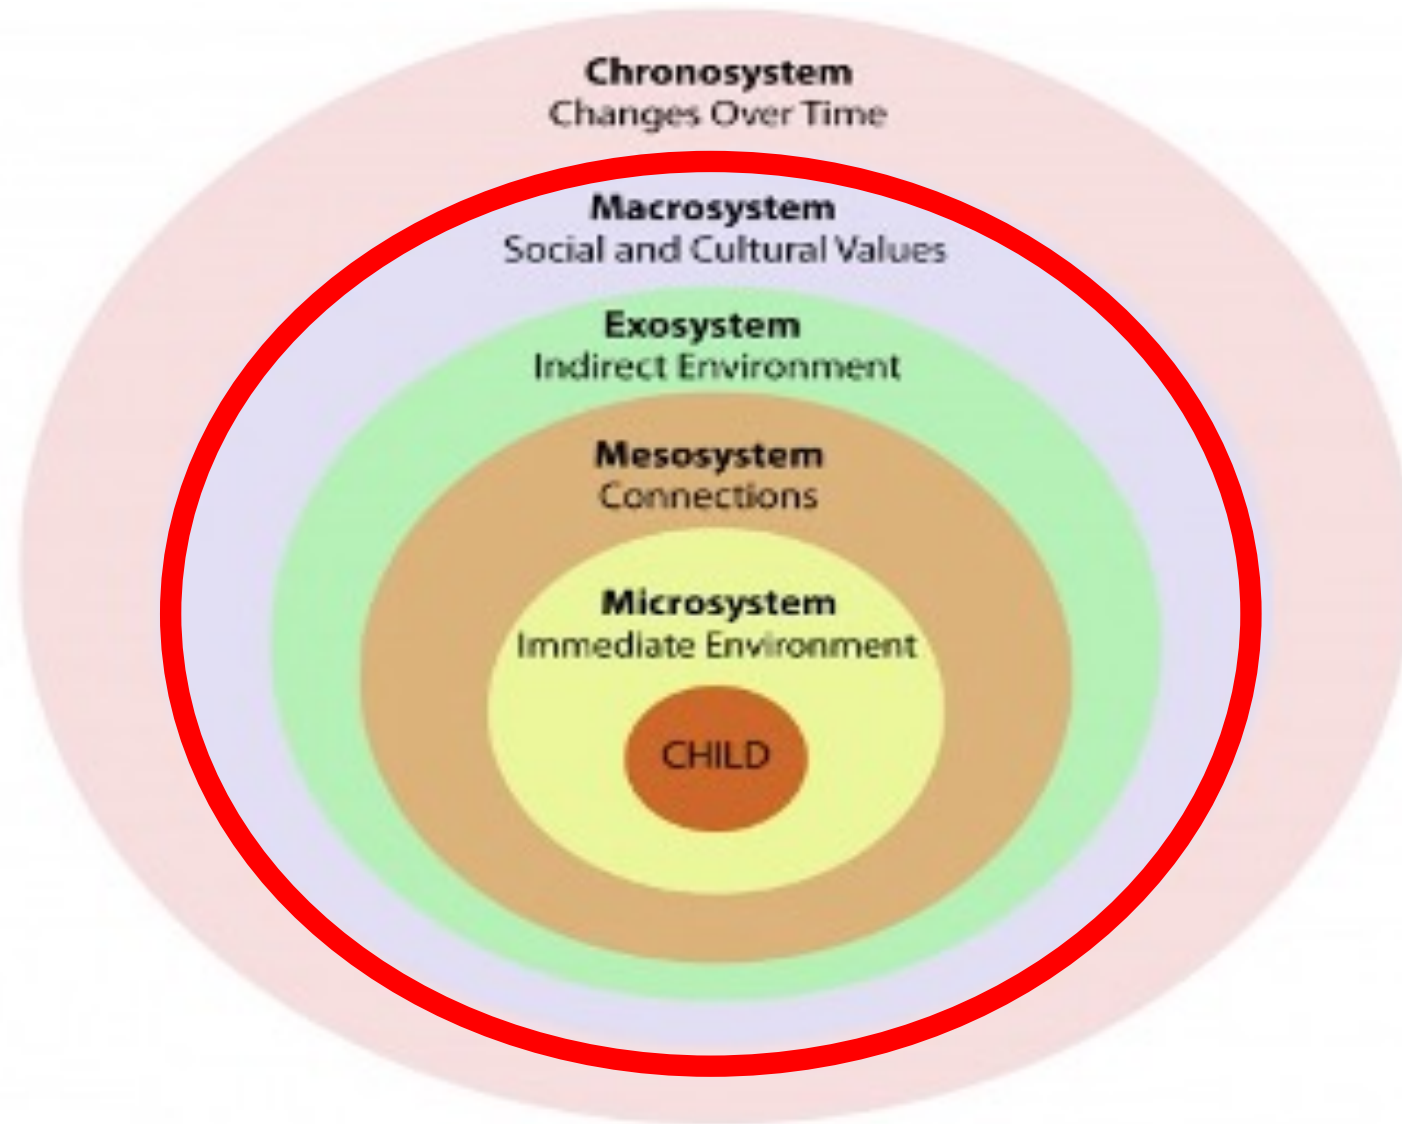 Chronosystem
Changes Over Time
Macrosystem
Social and Cultural Values
Exosystem
Indirect Environment
Mesosystem
Connections
Microsystem
Immediate Environment
CHILD